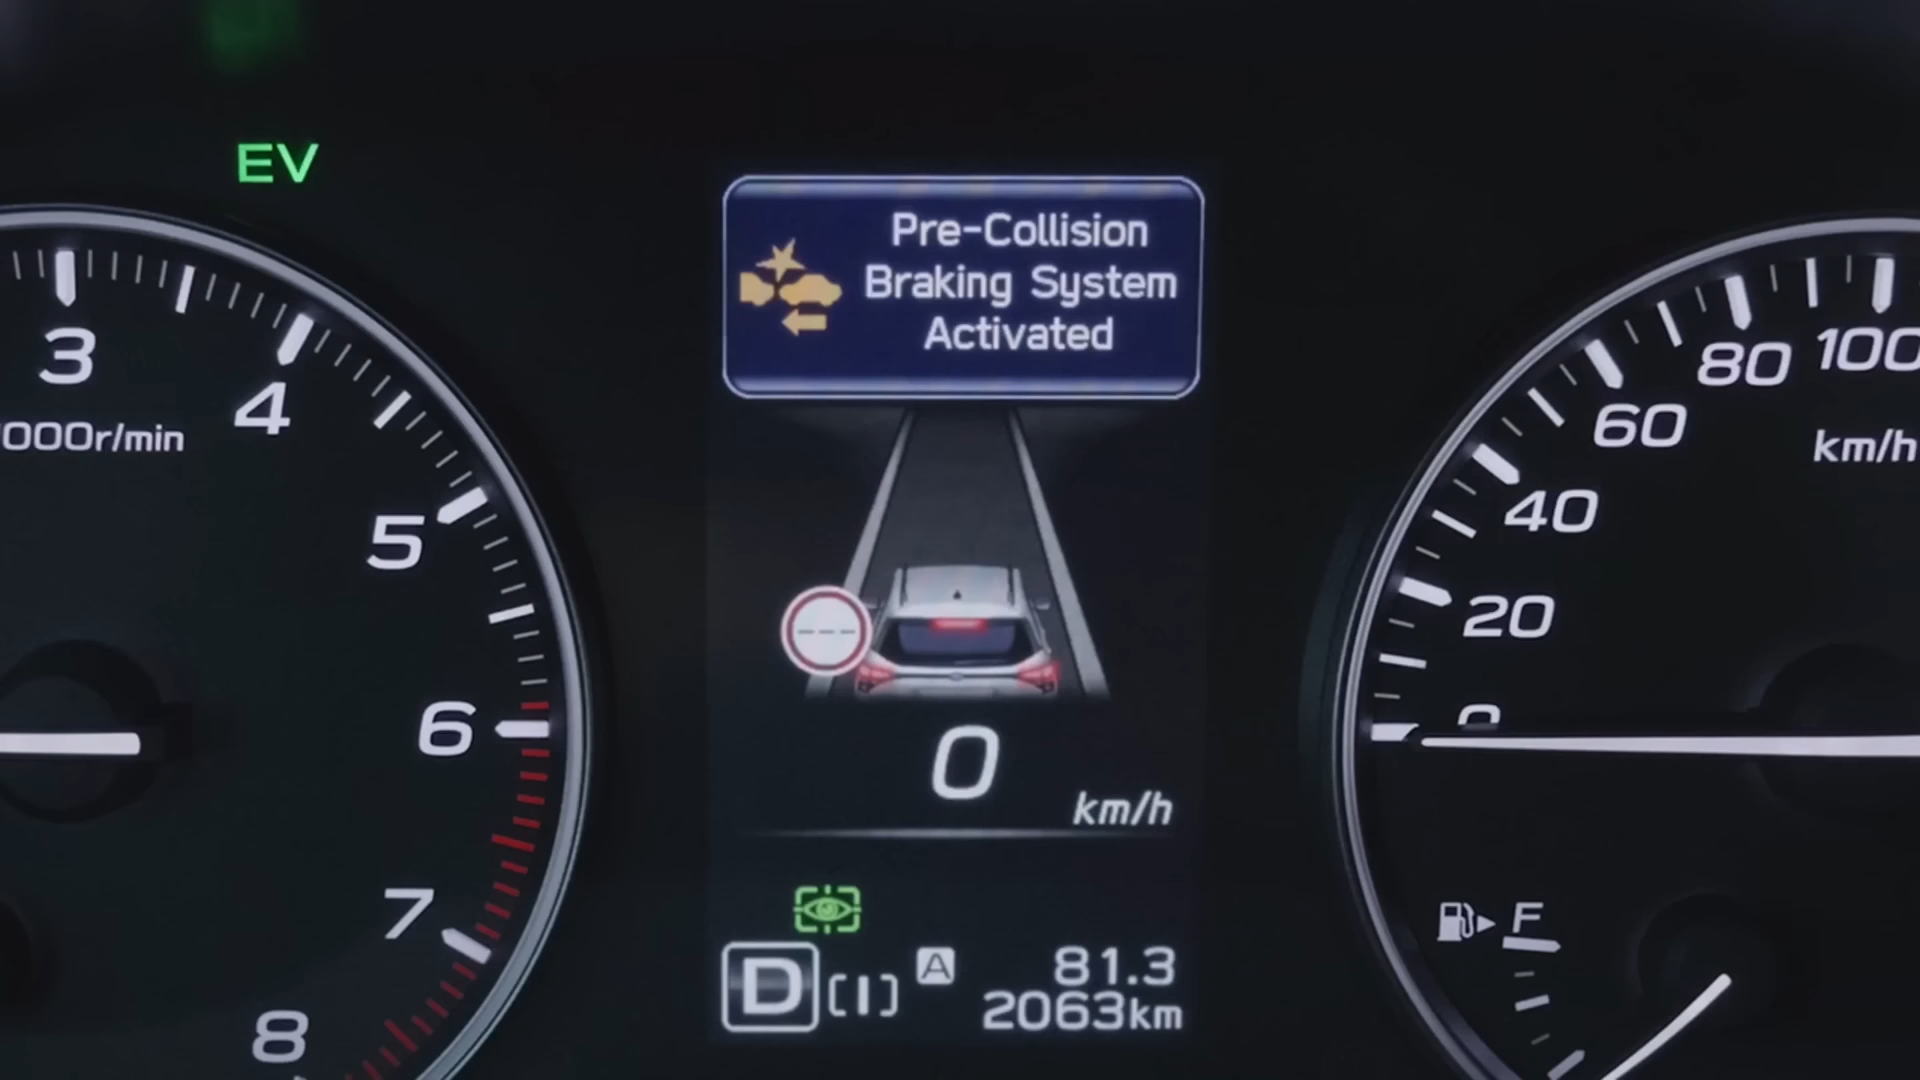 EV
Pre-Collision
Braking System
Activated
3
4
5
6
7
8
000r/min
100
80
60
40
20
0
km/h
---
0
km/h
D [I] A
81.3
2063km
F